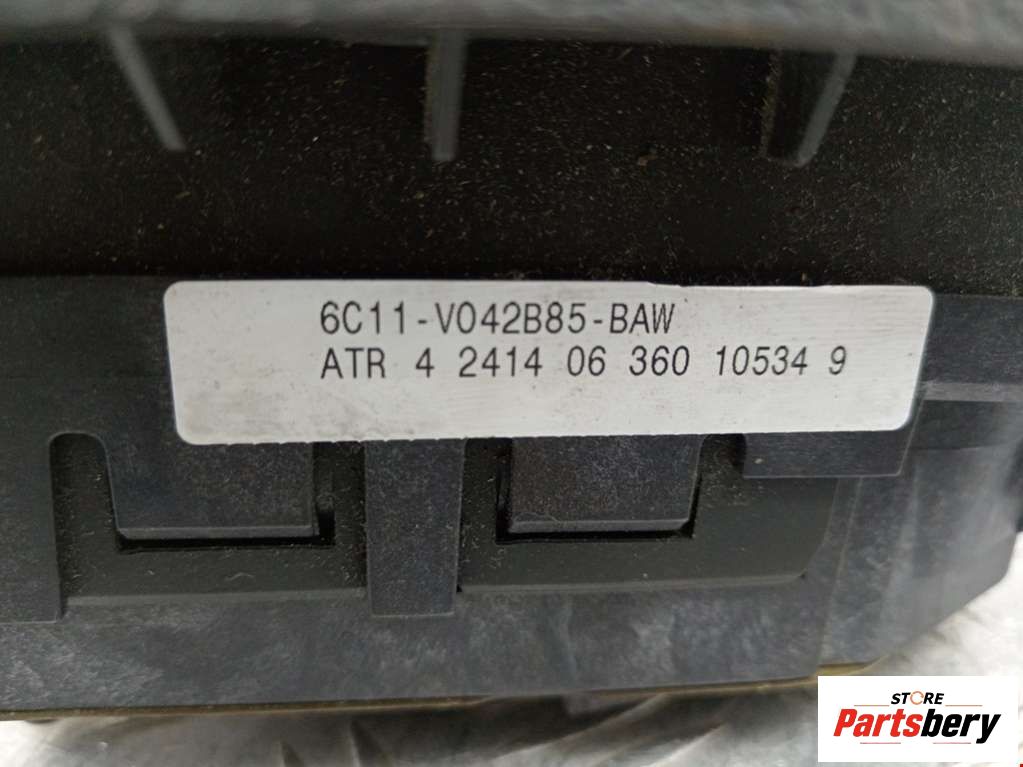 6C11-V042B85-BAW
ATR 4 2414 06 360 10534 9
STORE
Partsbery